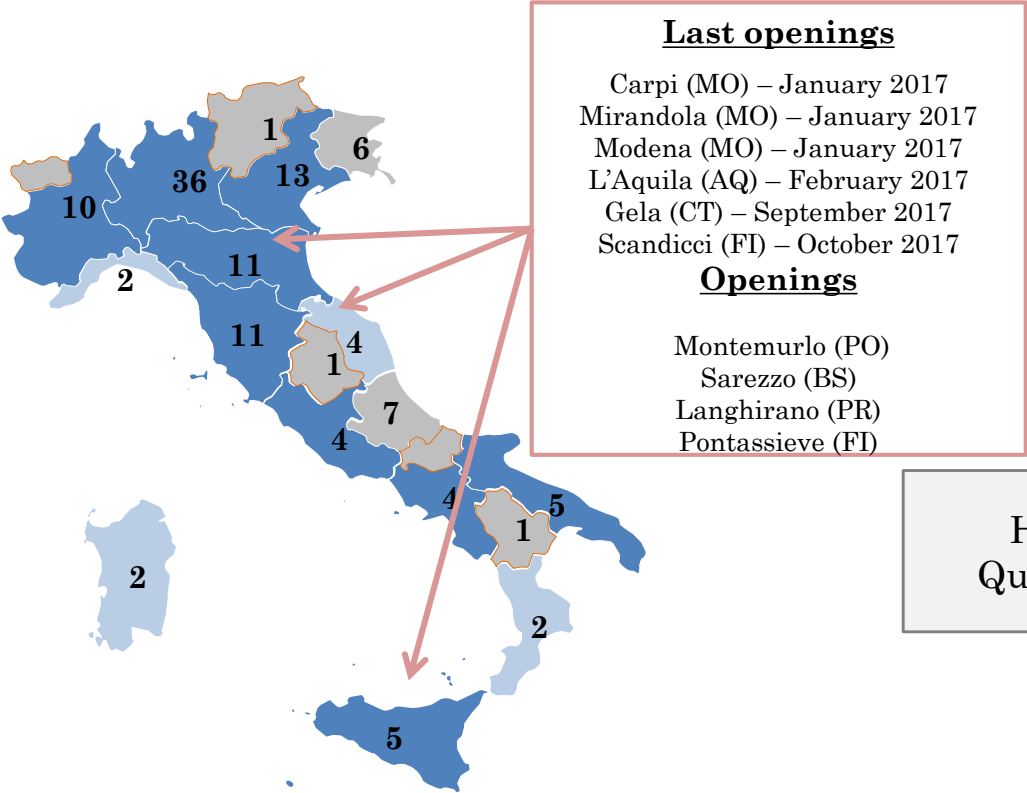 Last openings
Carpi (MO) – January 2017
Mirandola (MO) – January 2017
Modena (MO) – January 2017
L'Aquila (AQ) – February 2017
Gela (CT) – September 2017
Scandicci (FI) – October 2017
Openings
Montemurlo (PO)
Sarezzo (BS)
Langhirano (PR)
Pontassieve (FI)
1
6
36
13
10
11
2
11
4
1
7
4
4
5
1
2
2
5